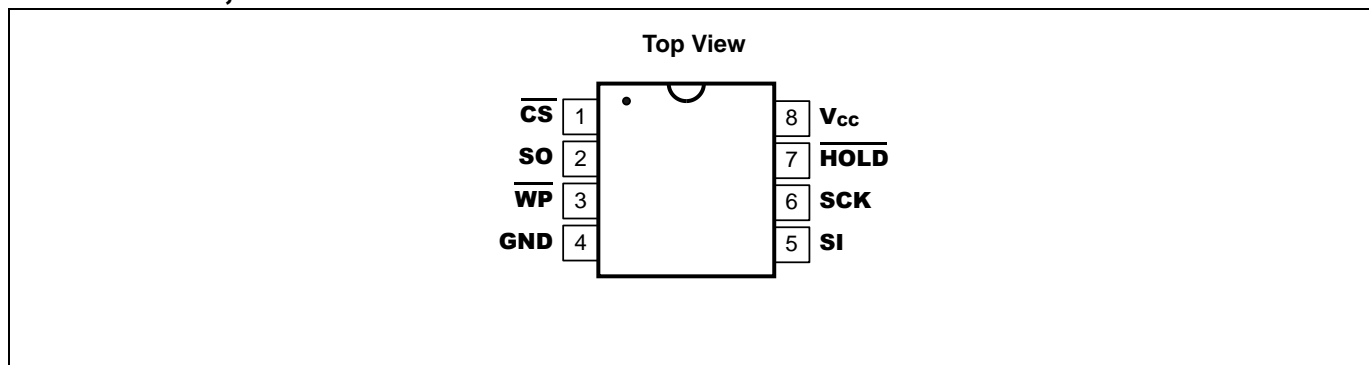 Top View
CS 1
SO 2
WP 3
GND 4
8 Vcc
7 HOLD
6 SCK
5 SI